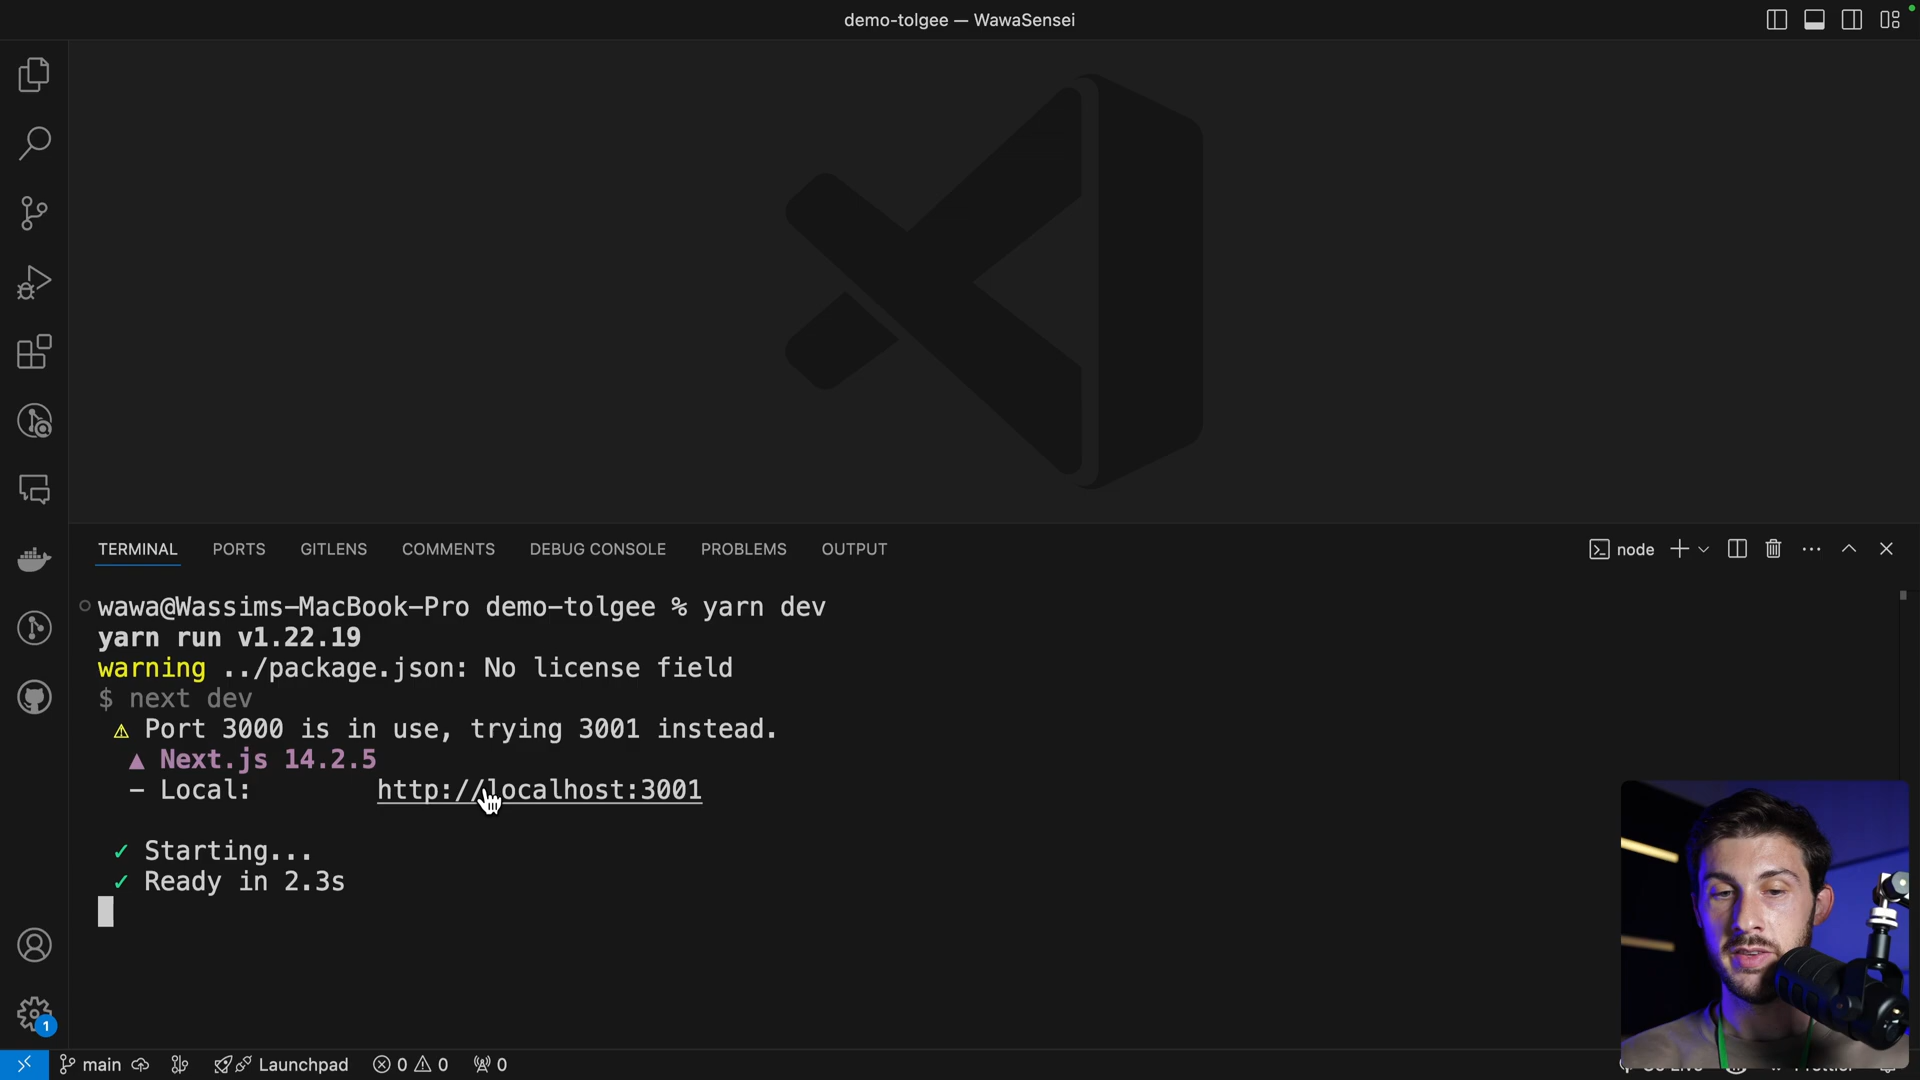 demo-tolgee — WawaSensei
TERMINAL PORTS GITLENS COMMENTS DEBUG CONSOLE PROBLEMS OUTPUT
node
wawa@Wassims-MacBook-Pro demo-tolgee % yarn dev
yarn run v1.22.19
warning ../package.json: No license field
$ next dev
⚠ Port 3000 is in use, trying 3001 instead.
▲ Next.js 14.2.5
- Local: http://localhost:3001
✓ Starting...
✓ Ready in 2.3s
1
main Launchpad 0 0 0